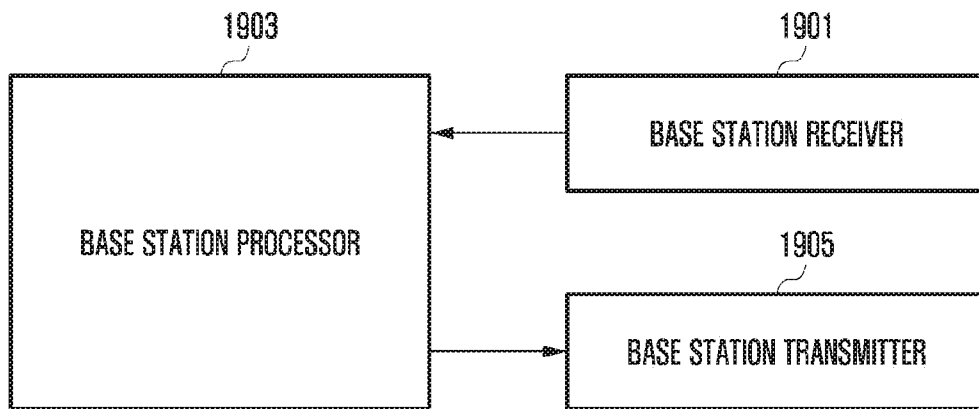 1903
1901
BASE STATION RECEIVER
BASE STATION PROCESSOR
1905
BASE STATION TRANSMITTER